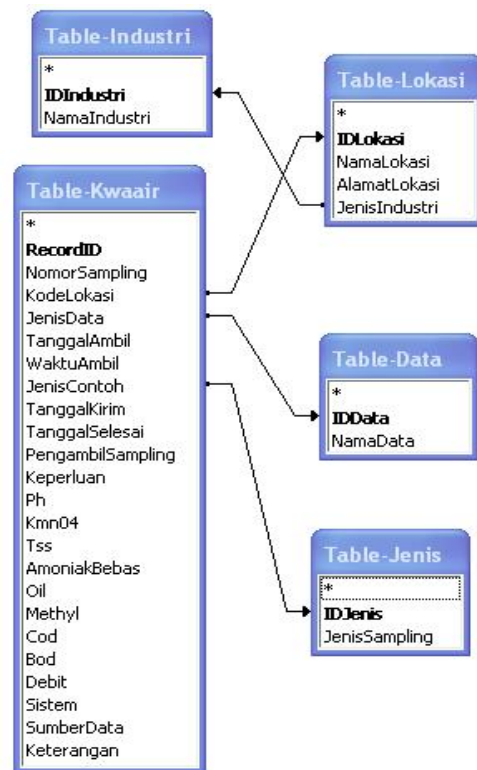 Table-Industri
*
IDIndustri
NamaIndustri
Table-Lokasi
*
IDLokasi
NamaLokasi
AlamatLokasi
JenisIndustri
Table-Kwaair
*
RecordID
NomorSampling
KodeLokasi
JenisData
TanggalAmbil
WaktuAmbil
JenisContoh
TanggalKirim
TanggalSelesai
PengambilSampling
Keperluan
Ph
Kmn04
Tss
AmoniakBebas
Oil
Methyl
Cod
Bod
Debit
Sistem
SumberData
Keterangan
Table-Data
*
IDData
NamaData
Table-Jenis
*
IDJenis
JenisSampling